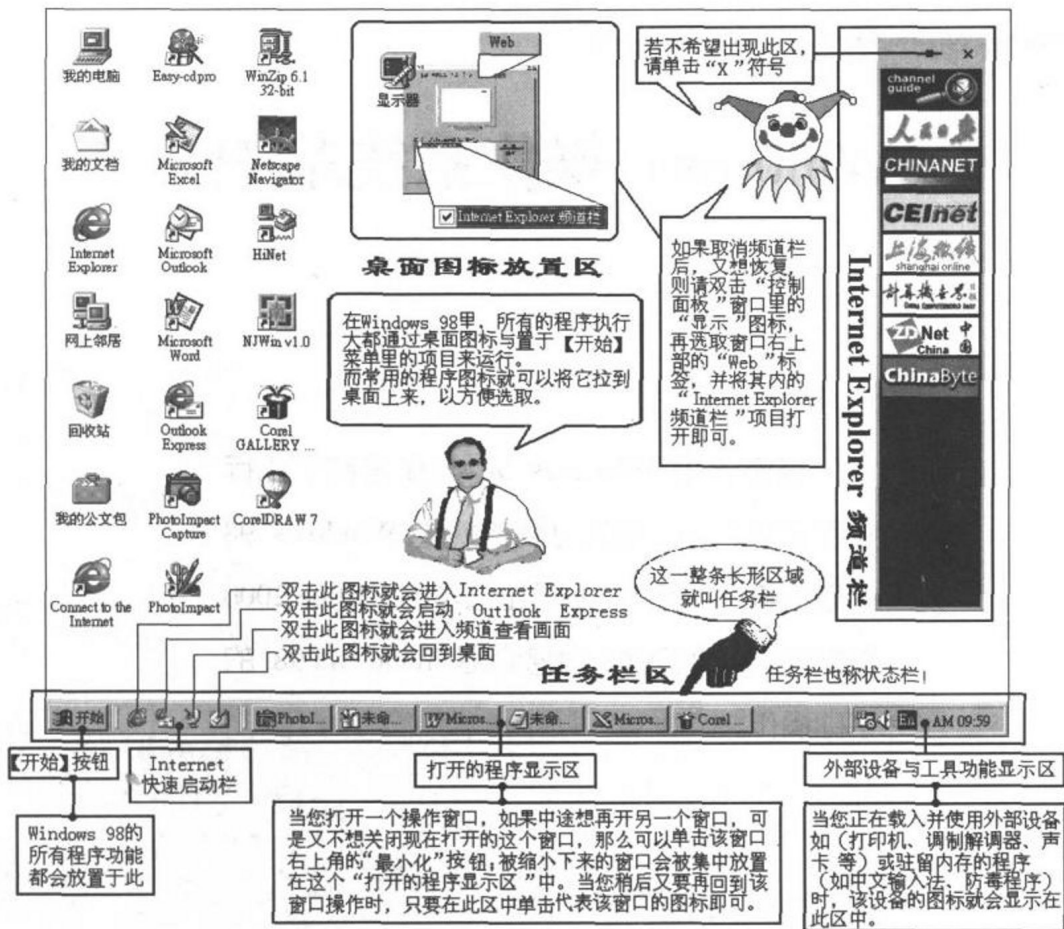 我的电脑
Easy-cdpro
WinZip 6.1
32-bit
我的文档
Microsoft
Excel
Netscape
Navigator
Internet
Explorer
Microsoft
Outlook
HiNet
网上邻居
Microsoft
Word
NJWin v1.0
回收站
Outlook
Express
Corel
GALLERY ...
我的公文包
PhotoImpact
Capture
CorelDRAW 7
Connect to the
Internet
PhotoImpact
Web
显示器
Internet Explorer 频道栏
桌面图标放置区
在Windows 98里，所有的程序执行
大都通过桌面图标与置于【开始】
菜单里的项目来运行。
而常用的程序图标就可以将它拉到
桌面上来，以方便选取。
若不希望出现此区，
请单击“X”符号
如果取消频道栏
后，又想恢复，
则请双击“控制
面板”窗口里的
“显示”图标，
再选取窗口右上
部的“Web”标
签，并将其内的
“Internet Explorer
频道栏”项目打
开即可。
×
channel
guide
人民日报
CHINANET
CEInet
上海热线
shanghai online
计算机世界
ZDNet 中国
China
ChinaByte
Internet Explorer 频道栏
双击此图标就会进入Internet Explorer
双击此图标就会启动 Outlook Express
双击此图标就会进入频道查看画面
双击此图标就会回到桌面
这一整条长形区域
就叫任务栏
任务栏区
任务栏也称状态栏！
开始
PhotoI...
未命...
Micros...
未命...
Micros...
Corel ...
En
AM 09:59
【开始】按钮
Internet
快速启动栏
打开的程序显示区
外部设备与工具功能显示区
Windows 98的
所有程序功能
都会放置于此
当您打开一个操作窗口，如果中途想再开另一个窗口，可
是又不想关闭现在打开的这个窗口，那么可以单击该窗口
右上角的“最小化”按钮；被缩小下来的窗口会被集中放置
在这个“打开的程序显示区”中。当您稍后又要再回到该
窗口操作时，只要在此区中单击代表该窗口的图标即可。
当您正在载入并使用外部设备
如（打印机、调制解调器、声
卡 等）或驻留内存的程序
（如中文输入法、防毒程序）
时，该设备的图标就会显示在
此区中。